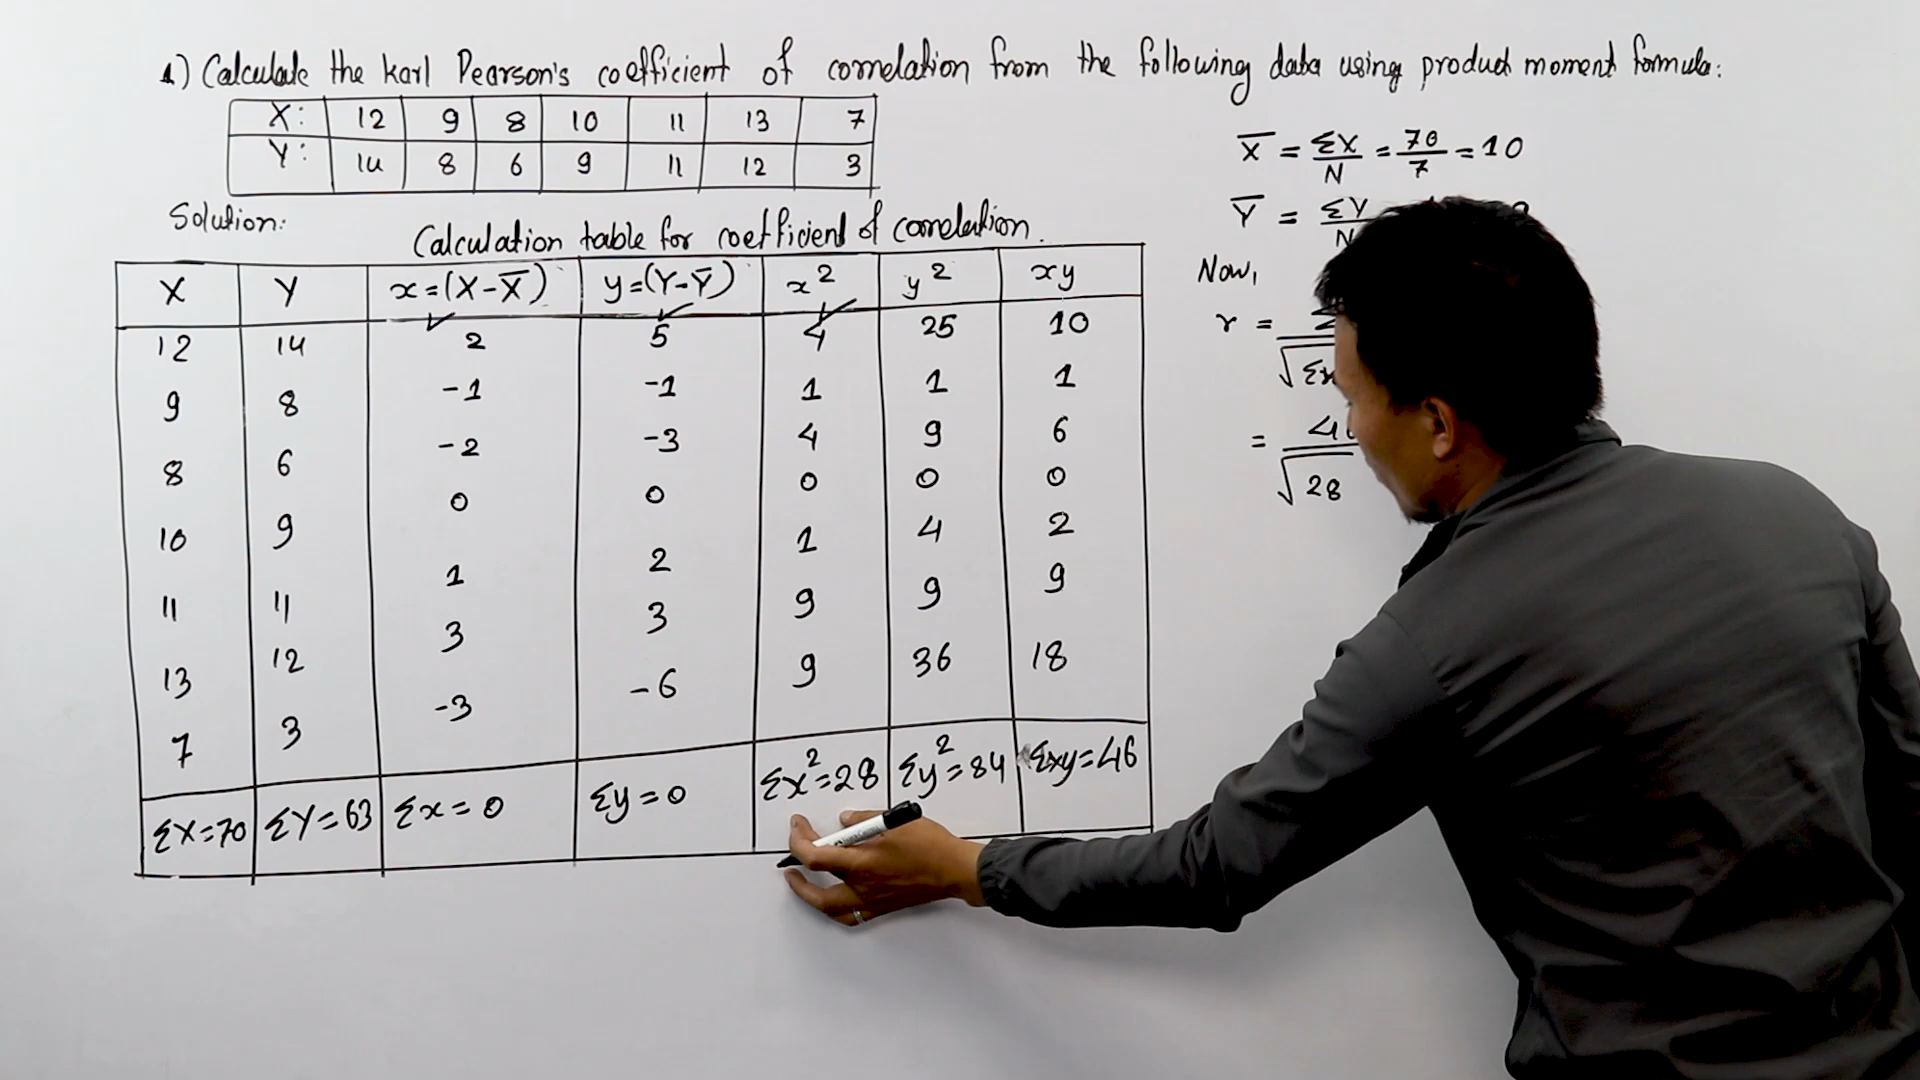 1) Calculate the Karl Pearson's coefficient of correlation from the following data using product moment formula:
X: 12 9 8 10 11 13 7
Y: 14 8 6 9 11 12 3
Solution:
Calculation table for coefficient of correlation.
X Y x=(X-X̅) y=(Y-Y̅) x² y² xy
12 14 2 5 4 25 10
9 8 -1 -1 1 1 1
8 6 -2 -3 4 9 6
10 9 0 0 0 0 0
11 11 1 2 1 4 2
13 12 3 3 9 9 9
7 3 -3 -6 9 36 18
ΣX=70 ΣY=63 Σx=0 Σy=0 Σx²=28 Σy²=84 Σxy=46
X̅ = ΣX/N = 70/7 = 10
Y̅ = ΣY/N
Now,
r =
√Σx
= 4
√28